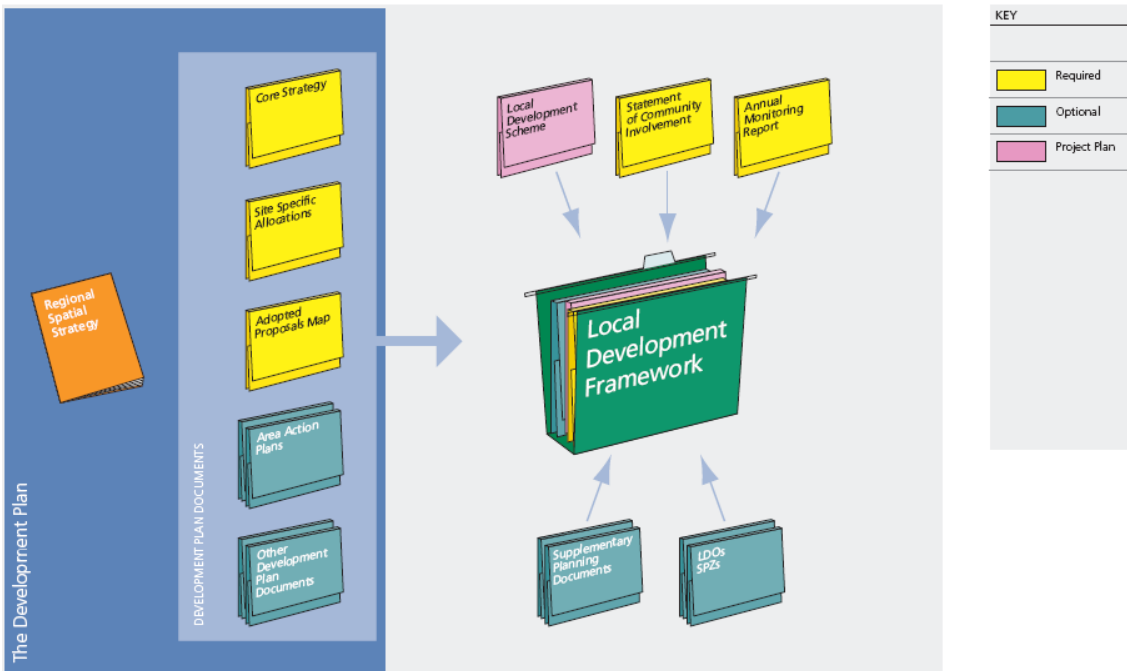 The Development Plan
Regional
Spatial
Strategy
DEVELOPMENT PLAN DOCUMENTS
Core Strategy
Site Specific
Allocations
Adopted
Proposals Map
Area Action
Plans
Other
Development
Plan
Documents
Local
Development
Scheme
Statement
of Community
Involvement
Annual
Monitoring
Report
Local
Development
Framework
Supplementary
Planning
Documents
LDOs
SPZs
KEY
Required
Optional
Project Plan